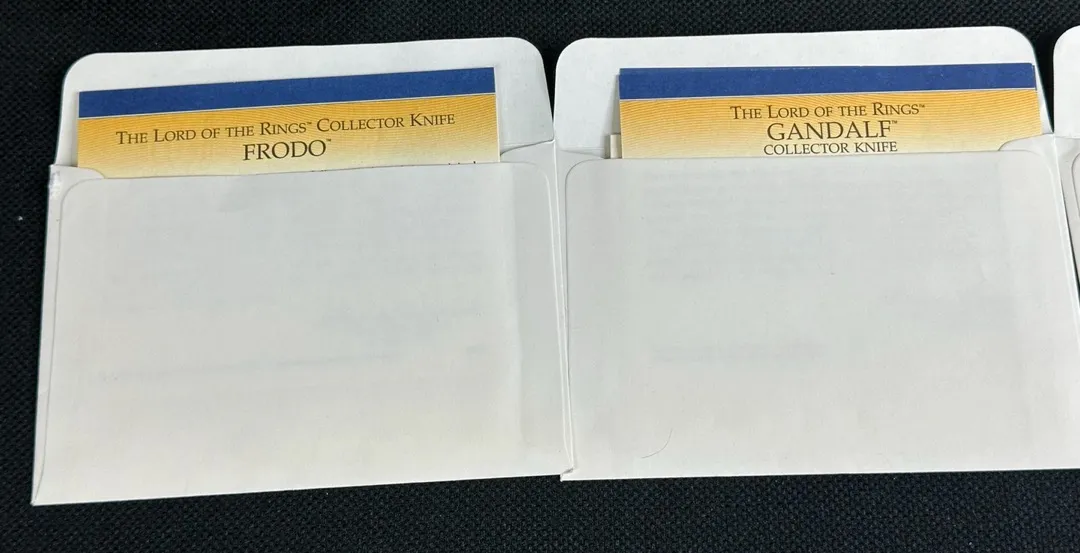 The Lord of the Rings™ Collector Knife
FRODO™
The Lord of the Rings™
GANDALF™
COLLECTOR KNIFE